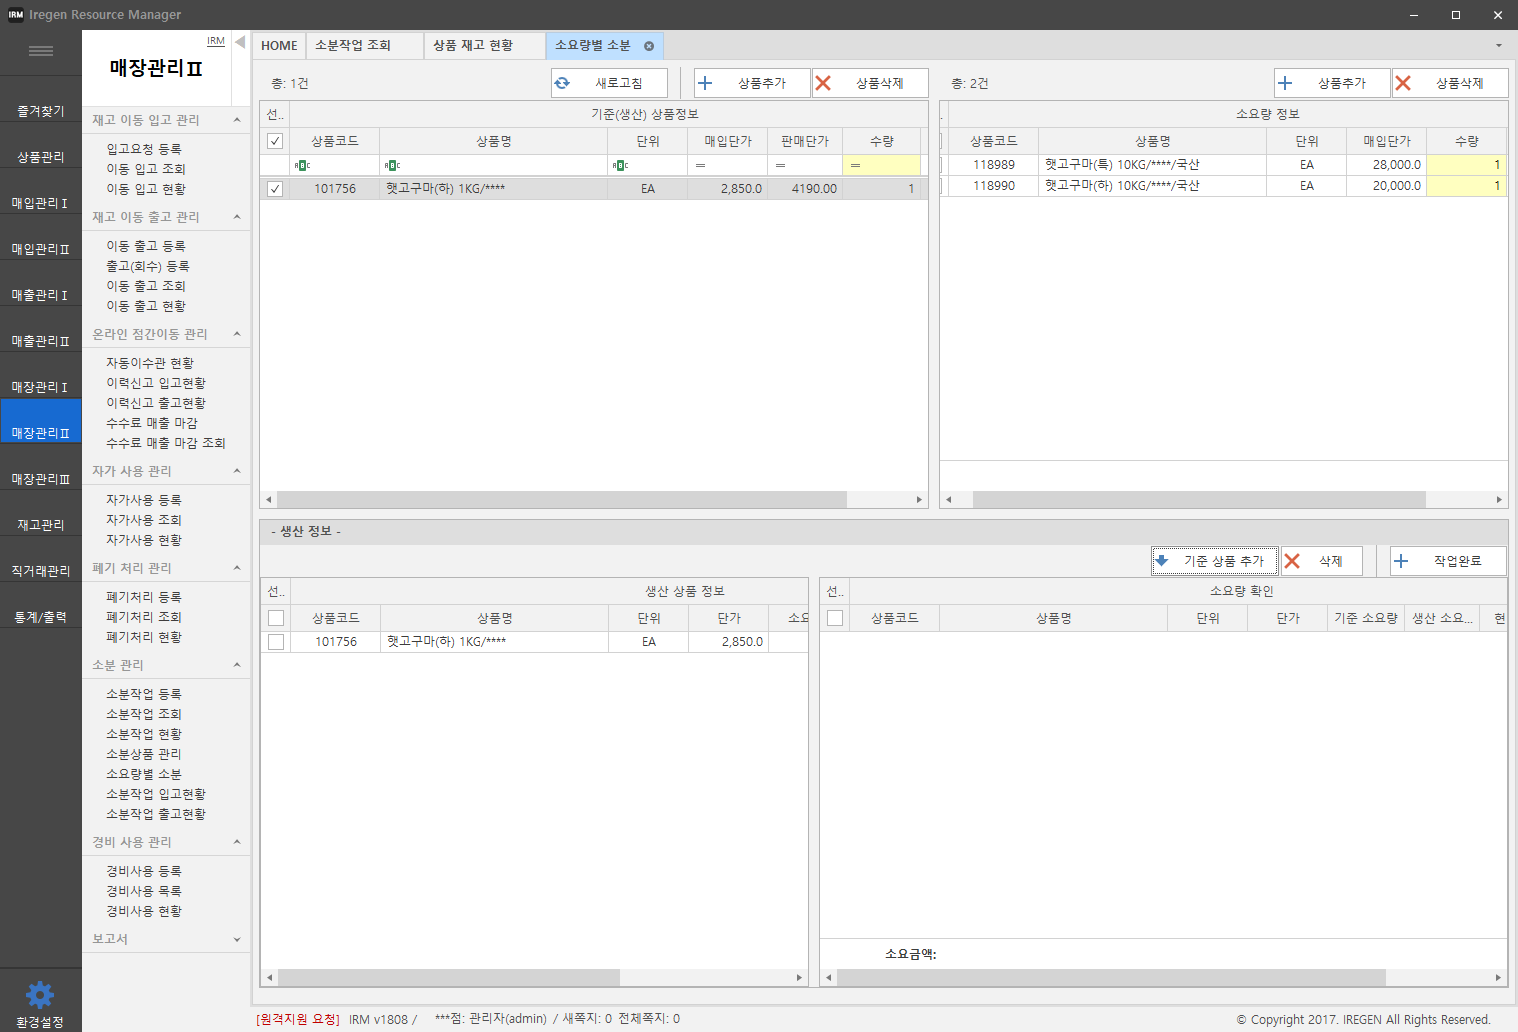 IRM Iregen Resource Manager
즐겨찾기
상품관리
매입관리Ⅰ
매입관리Ⅱ
매출관리Ⅰ
매출관리Ⅱ
매장관리Ⅰ
매장관리Ⅱ
매장관리Ⅲ
재고관리
직거래관리
통계/출력
환경설정
IRM
매장관리Ⅱ
재고 이동 입고 관리
입고요청 등록
이동 입고 조회
이동 입고 현황
재고 이동 출고 관리
이동 출고 등록
출고(회수) 등록
이동 출고 조회
이동 출고 현황
온라인 점간이동 관리
자동이수관 현황
이력신고 입고현황
이력신고 출고현황
수수료 매출 마감
수수료 매출 마감 조회
자가 사용 관리
자가사용 등록
자가사용 조회
자가사용 현황
폐기 처리 관리
폐기처리 등록
폐기처리 조회
폐기처리 현황
소분 관리
소분작업 등록
소분작업 조회
소분작업 현황
소분상품 관리
소요량별 소분
소분작업 입고현황
소분작업 출고현황
경비 사용 관리
경비사용 등록
경비사용 목록
경비사용 현황
보고서
HOME 소분작업 조회 상품 재고 현황 소요량별 소분
총: 1건 새로고침 상품추가 상품삭제
선.. 기준(생산) 상품정보
상품코드 상품명 단위 매입단가 판매단가 수량
ABC ABC ABC = = =
101756 햇고구마(하) 1KG/**** EA 2,850.0 4190.00 1
총: 2건 상품추가 상품삭제
. 소요량 정보
상품코드 상품명 단위 매입단가 수량
118989 햇고구마(특) 10KG/****/국산 EA 28,000.0 1
118990 햇고구마(하) 10KG/****/국산 EA 20,000.0 1
- 생산 정보 -
기준 상품 추가 삭제 작업완료
선.. 생산 상품 정보
상품코드 상품명 단위 단가 소요
101756 햇고구마(하) 1KG/**** EA 2,850.0
선.. 소요량 확인
상품코드 상품명 단위 단가 기준 소요량 생산 소요... 현
소요금액:
[원격지원 요청] IRM v1808 / ***점: 관리자(admin) / 새쪽지: 0 전체쪽지: 0
© Copyright 2017. IREGEN All Rights Reserved.